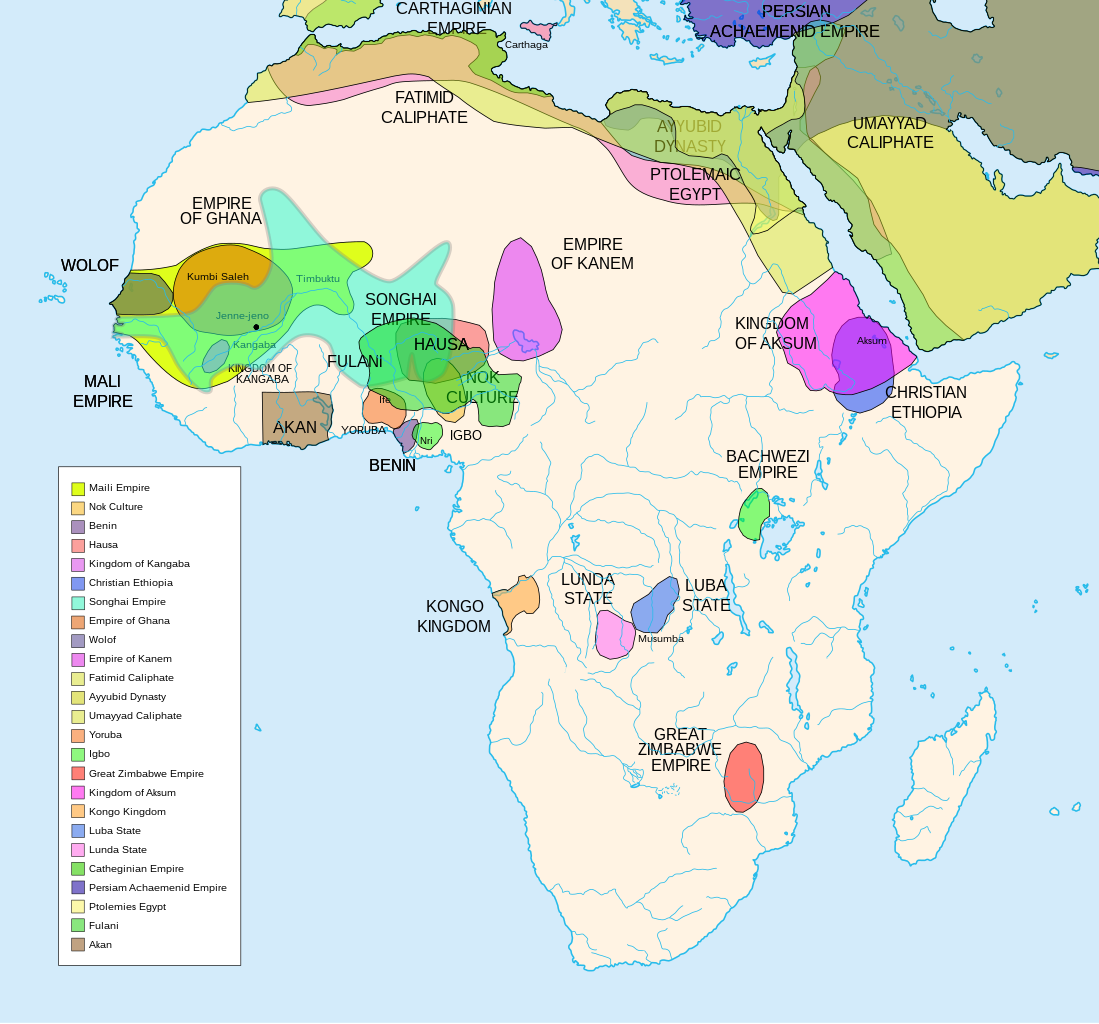 CARTHAGINIAN
EMPIRE
Carthaga
PERSIAN
ACHAEMENID EMPIRE
FATIMID
CALIPHATE
AYYUBID
DYNASTY
UMAYYAD
CALIPHATE
PTOLEMAIC
EGYPT
EMPIRE
OF GHANA
EMPIRE
OF KANEM
WOLOF
Kumbi Saleh
Timbuktu
SONGHAI
EMPIRE
Jenne-jeno
KINGDOM
OF AKSUM
Aksum
Kangaba
HAUSA
FULANI
KINGDOM OF
KANGABA
NOK
CULTURE
MALI
EMPIRE
CHRISTIAN
ETHIOPIA
Ife
AKAN
YORUBA
IGBO
Nri
BENIN
BACHWEZI
EMPIRE
LUNDA
STATE
LUBA
STATE
KONGO
KINGDOM
Musumba
GREAT
ZIMBABWE
EMPIRE
Maili Empire
Nok Culture
Benin
Hausa
Kingdom of Kangaba
Christian Ethiopia
Songhai Empire
Empire of Ghana
Wolof
Empire of Kanem
Fatimid Caliphate
Ayyubid Dynasty
Umayyad Caliphate
Yoruba
Igbo
Great Zimbabwe Empire
Kingdom of Aksum
Kongo Kingdom
Luba State
Lunda State
Catheginian Empire
Persiam Achaemenid Empire
Ptolemies Egypt
Fulani
Akan